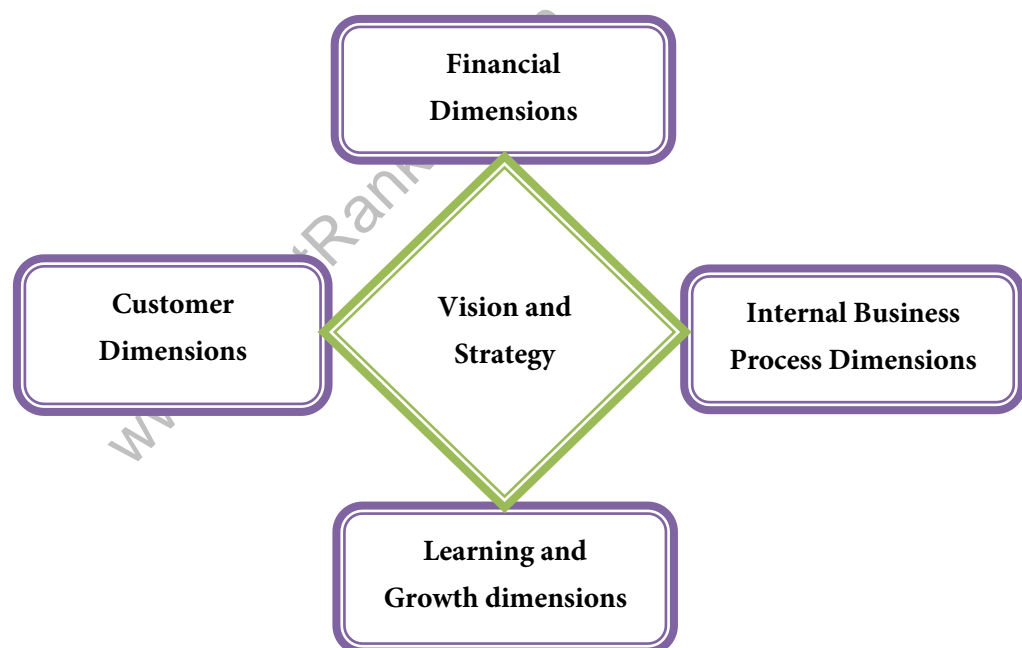 Financial
Dimensions
Customer
Dimensions
Vision and
Strategy
Internal Business
Process Dimensions
Learning and
Growth dimensions